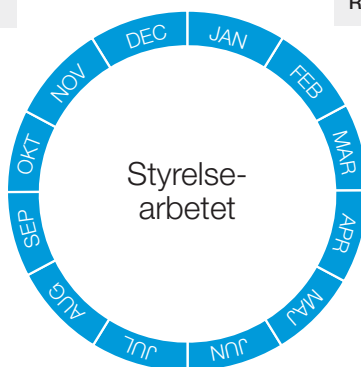 R
DEC
JAN
NOV
FEB
OKT
MAR
Styrelse-
arbetet
SEP
APR
AUG
MAJ
JUL
JUN